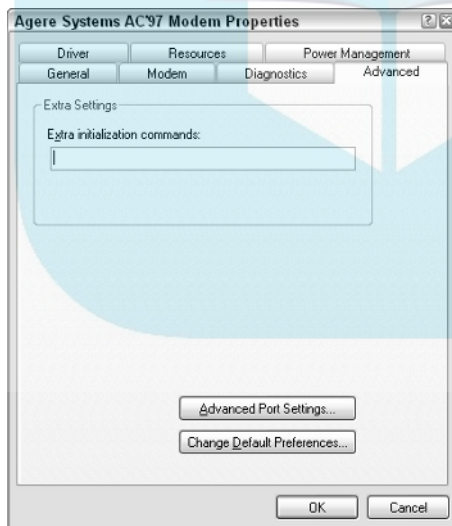 Agere Systems AC'97 Modem Properties
Driver Resources Power Management
General Modem Diagnostics Advanced
Extra Settings
Extra initialization commands:
Advanced Port Settings...
Change Default Preferences...
OK Cancel